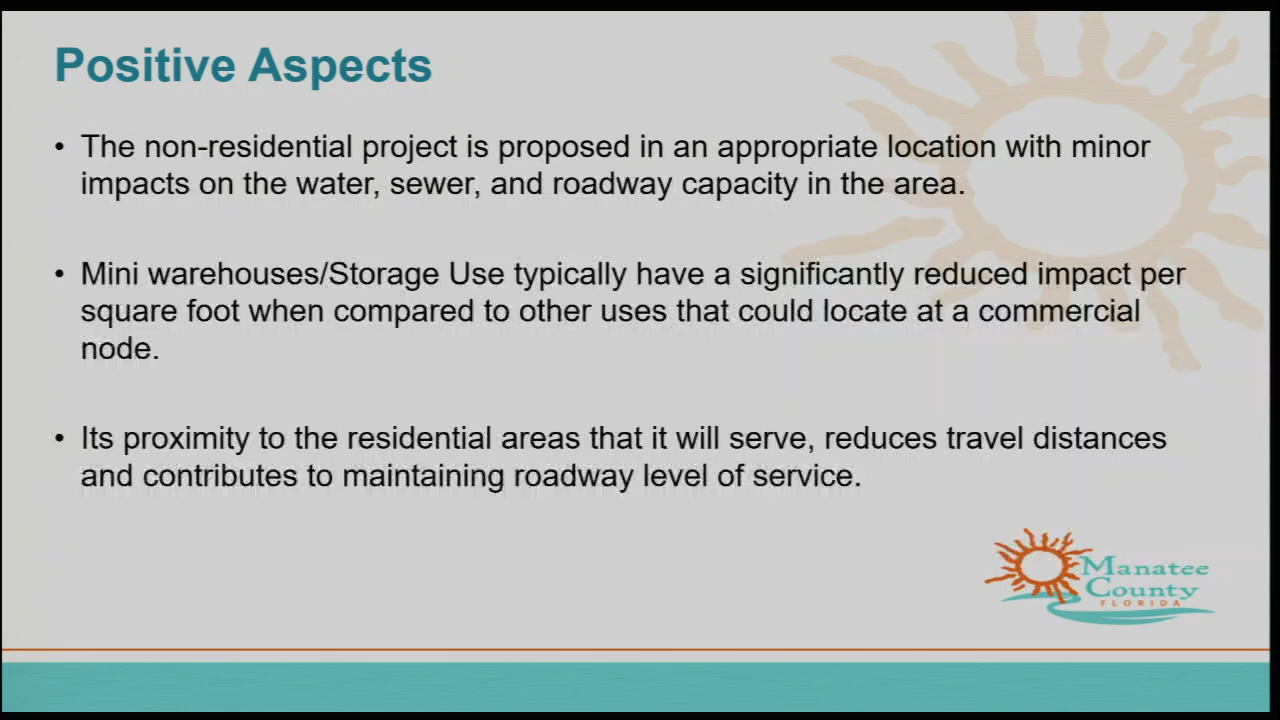 Positive Aspects
• The non-residential project is proposed in an appropriate location with minor
impacts on the water, sewer, and roadway capacity in the area.
• Mini warehouses/Storage Use typically have a significantly reduced impact per
square foot when compared to other uses that could locate at a commercial
node.
• Its proximity to the residential areas that it will serve, reduces travel distances
and contributes to maintaining roadway level of service.
Manatee
County
FLORIDA